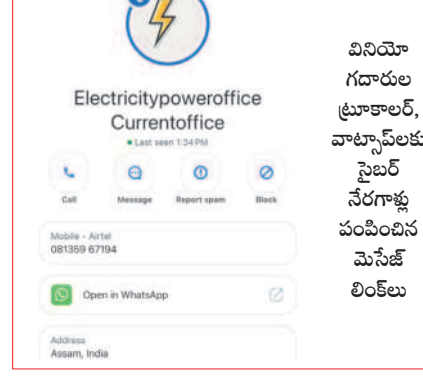 Electricitypoweroffice
Currentoffice
Last seen 1:34 PM
Call Message Report spam Block
Mobile - Airtel
081359 67194
Open in WhatsApp
Address
Assam, India
వినియో
గదారుల
ట్రూకాలర్,
వాట్సాప్‌లకు
సైబర్
నేరగాళ్లు
పంపించిన
మెసేజ్
లింక్‌లు